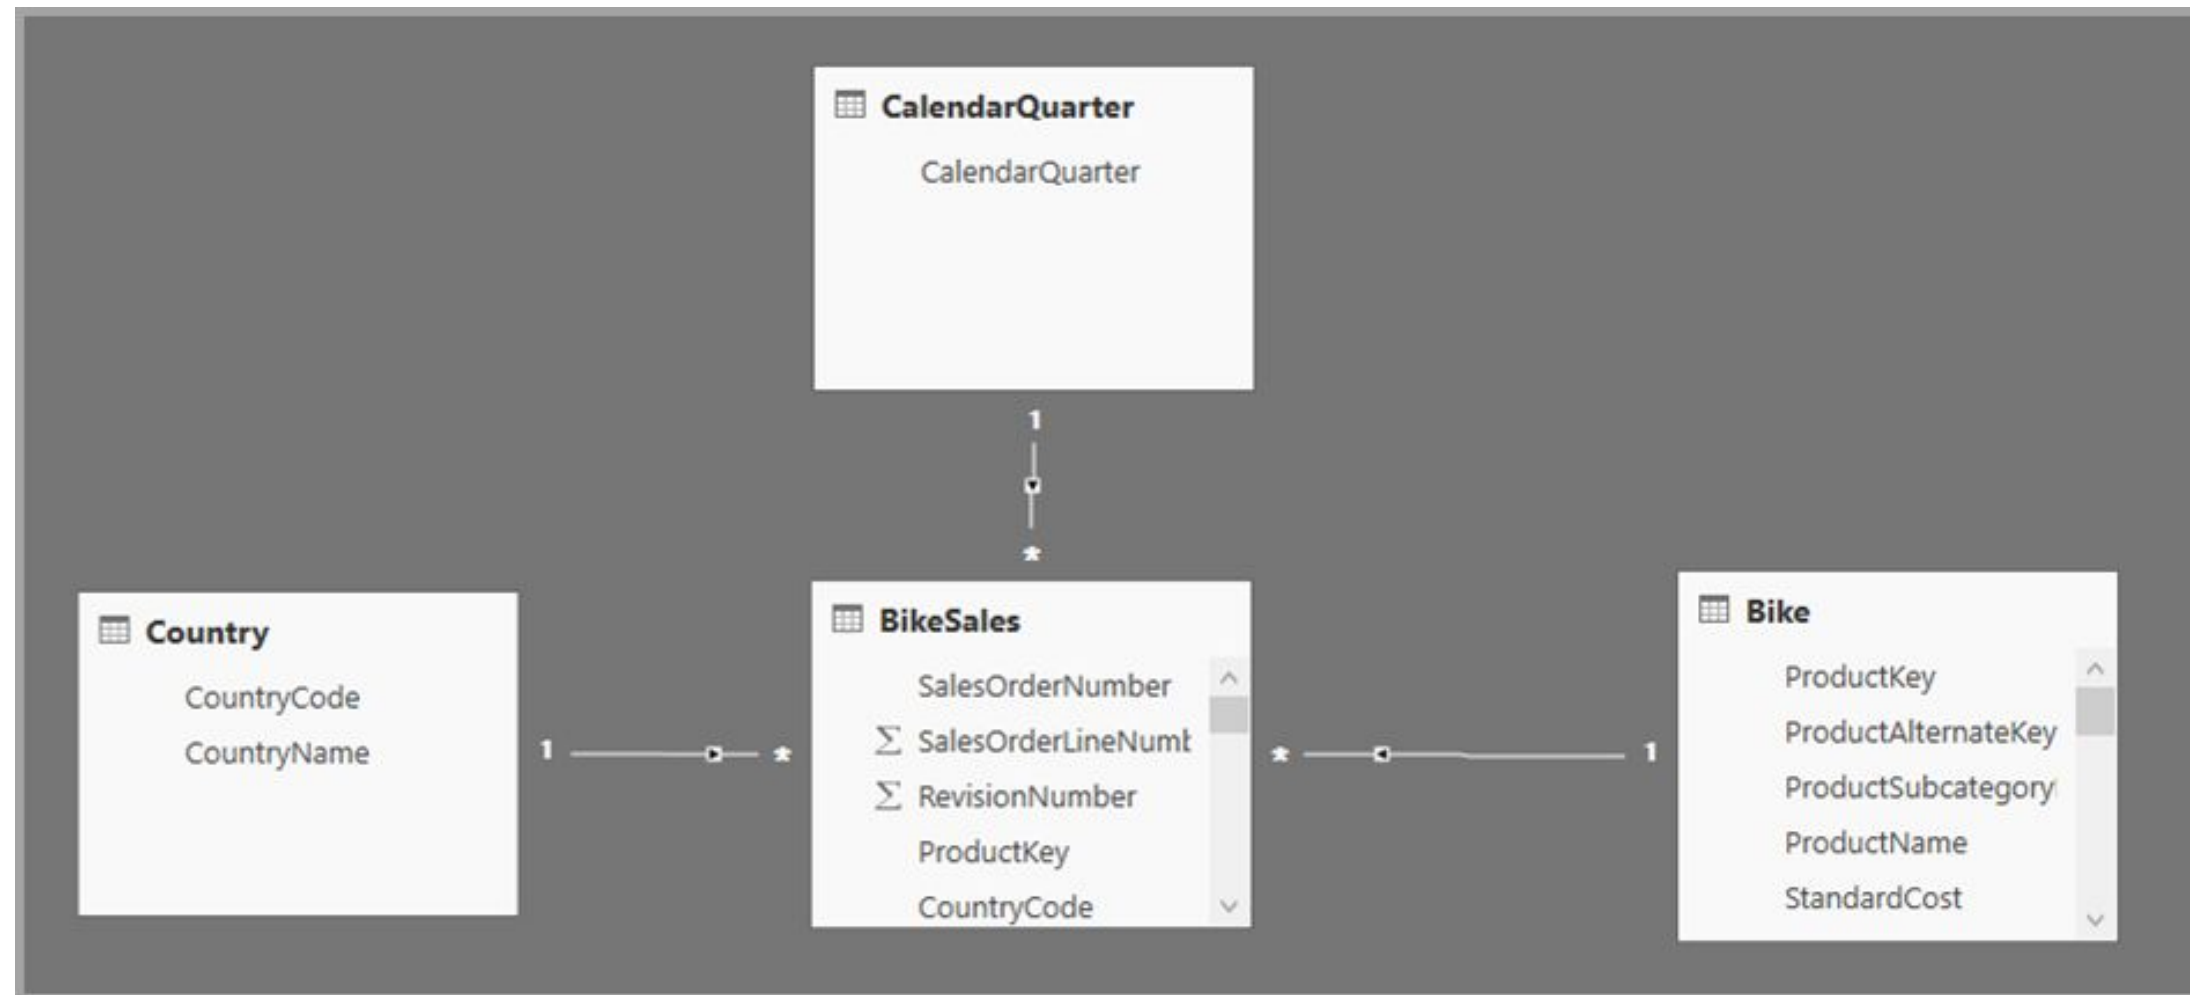 CalendarQuarter
CalendarQuarter
1
*
Country
CountryCode
CountryName
1
*
BikeSales
SalesOrderNumber
Σ SalesOrderLineNumb
Σ RevisionNumber
ProductKey
CountryCode
*
1
Bike
ProductKey
ProductAlternateKey
ProductSubcategory
ProductName
StandardCost